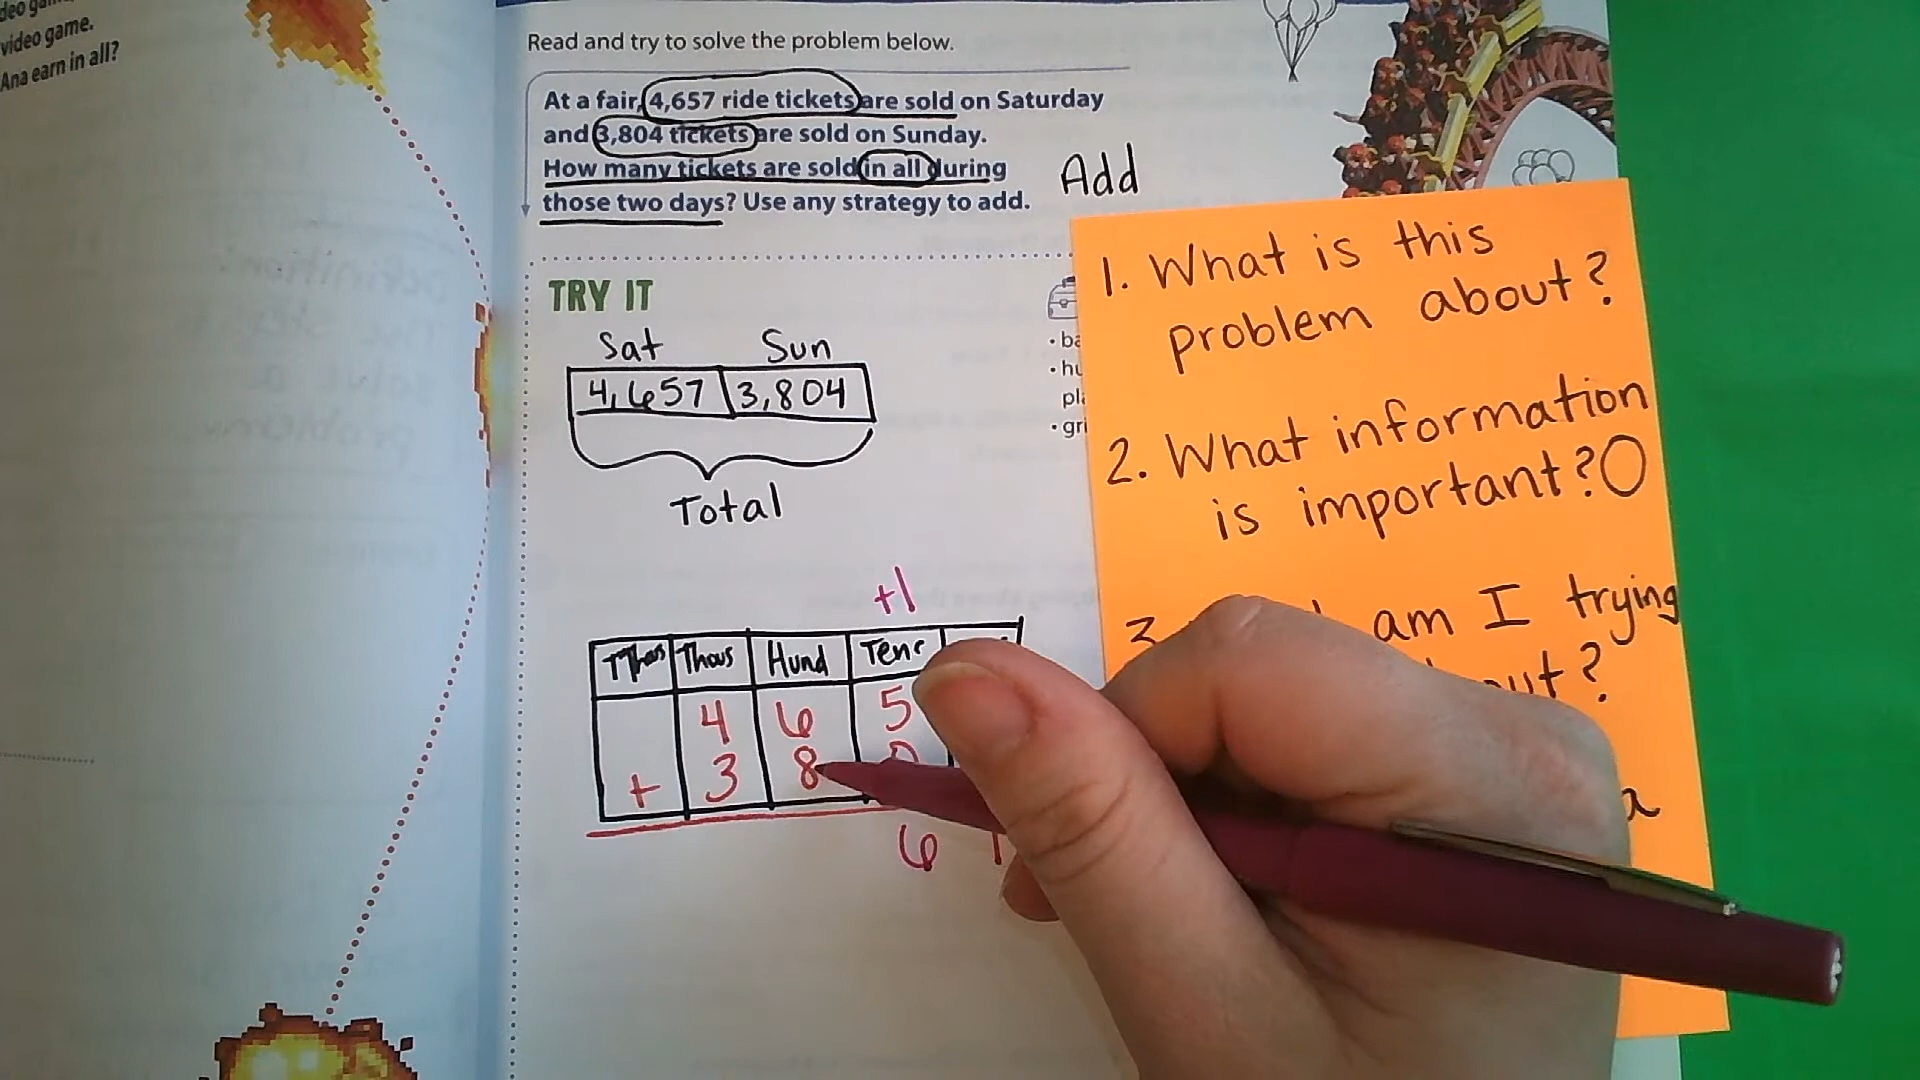 video game.
Ana earn in all?
Read and try to solve the problem below.
At a fair, 4,657 ride tickets are sold on Saturday
and 3,804 tickets are sold on Sunday.
How many tickets are sold in all during
those two days? Use any strategy to add.
Add
TRY IT
Sat Sun
4,657 3,804
Total
+1
TThous Thous Hund Tens
4 6 5
+ 3 8 0
6 1
1. What is this
problem about?
2. What information
is important? O
3. am I trying
out?
a